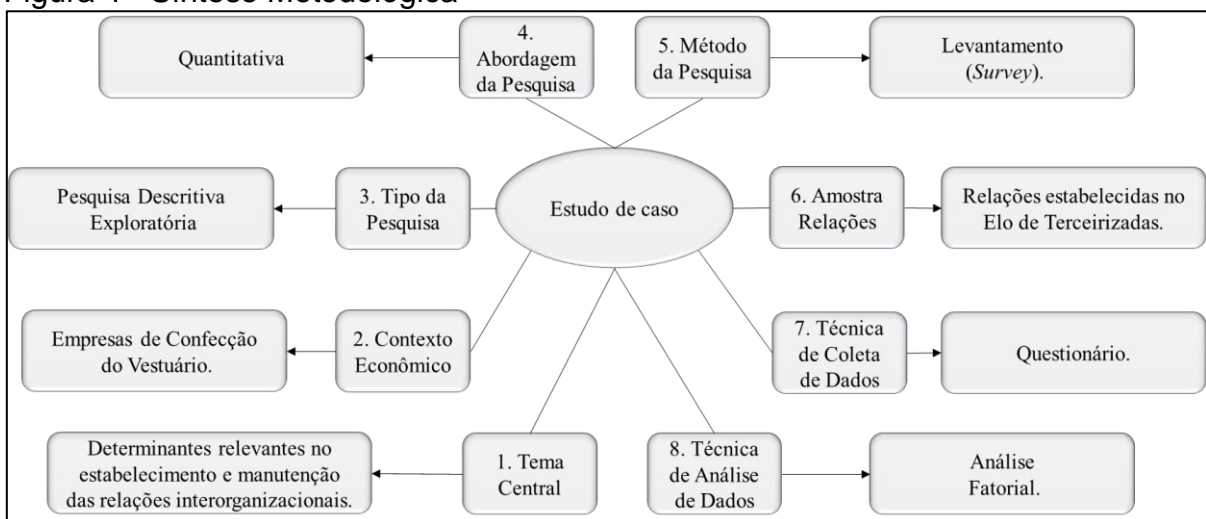 Figura 4 - Síntese Metodológica
Quantitativa
4.
Abordagem
da Pesquisa
5. Método
da Pesquisa
Levantamento
(Survey).
Pesquisa Descritiva
Exploratória
3. Tipo da
Pesquisa
Estudo de caso
6. Amostra
Relações
Relações estabelecidas no
Elo de Terceirizadas.
Empresas de Confecção
do Vestuário.
2. Contexto
Econômico
7. Técnica
de Coleta
de Dados
Questionário.
Determinantes relevantes no
estabelecimento e manutenção
das relações interorganizacionais.
1. Tema
Central
8. Técnica
de Análise
de Dados
Análise
Fatorial.